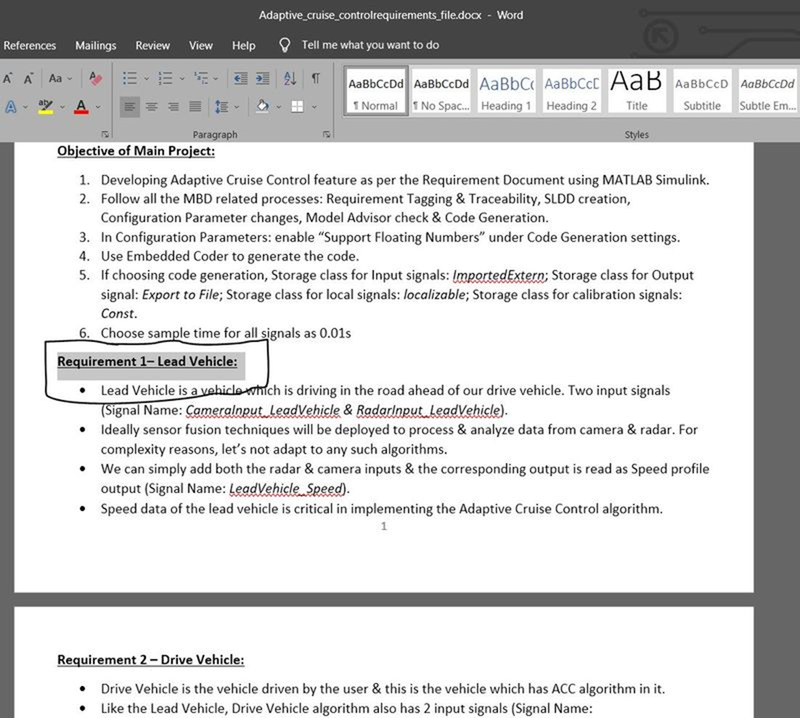 Adaptive_cruise_controlrequirements_file.docx - Word
References Mailings Review View Help Tell me what you want to do
Aa
A
Paragraph
AaBbCcDd AaBbCcDd AaBbC( AaBbCcC AaB AaBbCcD AaBbCcDd
¶ Normal ¶ No Spac... Heading 1 Heading 2 Title Subtitle Subtle Em...
Styles
Objective of Main Project:
1. Developing Adaptive Cruise Control feature as per the Requirement Document using MATLAB Simulink.
2. Follow all the MBD related processes: Requirement Tagging & Traceability, SLDD creation,
Configuration Parameter changes, Model Advisor check & Code Generation.
3. In Configuration Parameters: enable “Support Floating Numbers” under Code Generation settings.
4. Use Embedded Coder to generate the code.
5. If choosing code generation, Storage class for Input signals: ImportedExtern; Storage class for Output
signal: Export to File; Storage class for local signals: localizable; Storage class for calibration signals:
Const.
6. Choose sample time for all signals as 0.01s
Requirement 1– Lead Vehicle:
• Lead Vehicle is a vehicle which is driving in the road ahead of our drive vehicle. Two input signals
(Signal Name: CameraInput_LeadVehicle & RadarInput_LeadVehicle).
• Ideally sensor fusion techniques will be deployed to process & analyze data from camera & radar. For
complexity reasons, let’s not adapt to any such algorithms.
• We can simply add both the radar & camera inputs & the corresponding output is read as Speed profile
output (Signal Name: LeadVehicle_Speed).
• Speed data of the lead vehicle is critical in implementing the Adaptive Cruise Control algorithm.
1
Requirement 2 – Drive Vehicle:
• Drive Vehicle is the vehicle driven by the user & this is the vehicle which has ACC algorithm in it.
• Like the Lead Vehicle, Drive Vehicle algorithm also has 2 input signals (Signal Name: